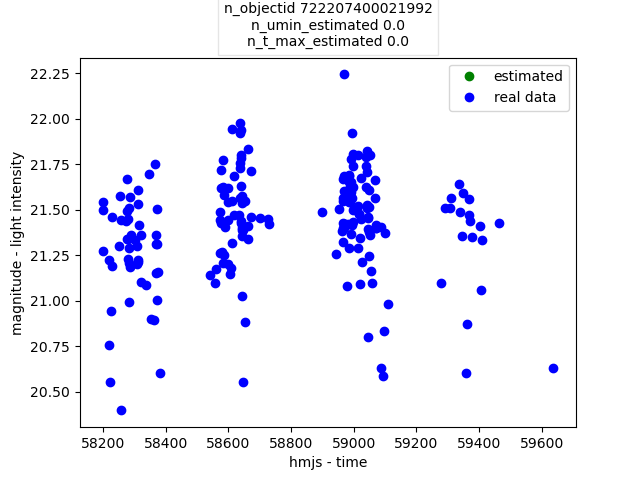 n_objectid 722207400021992
n_umin_estimated 0.0
n_t_max_estimated 0.0
estimated
real data
22.25
22.00
21.75
21.50
21.25
21.00
20.75
20.50
magnitude - light intensity
58200 58400 58600 58800 59000 59200 59400 59600
hmjs - time